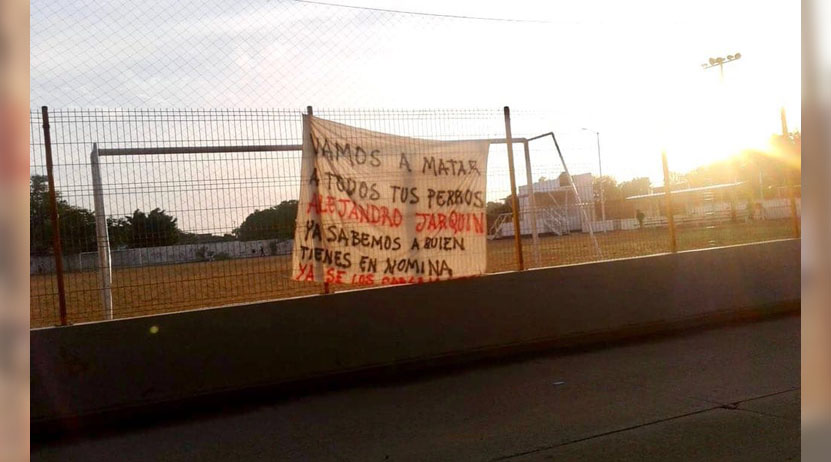 VAMOS A MATAR
A TODOS TUS PERROS
ALEJANDRO JARQUIN
YA SABEMOS A QUIEN
TIENES EN NOMINA
YA SE LOS